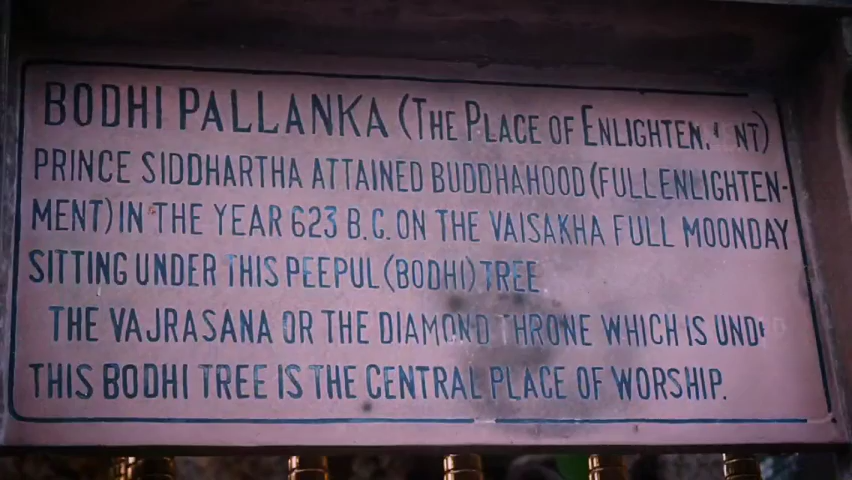 BODHI PALLANKA (THE PLACE OF ENLIGHTENMENT)
PRINCE SIDDHARTHA ATTAINED BUDDHAHOOD (FULL ENLIGHTEN-
MENT) IN THE YEAR 623 B.C. ON THE VAISAKHA FULL MOONDAY
SITTING UNDER THIS PEEPUL (BODHI) TREE
THE VAJRASANA OR THE DIAMOND THRONE WHICH IS UNDER
THIS BODHI TREE IS THE CENTRAL PLACE OF WORSHIP.